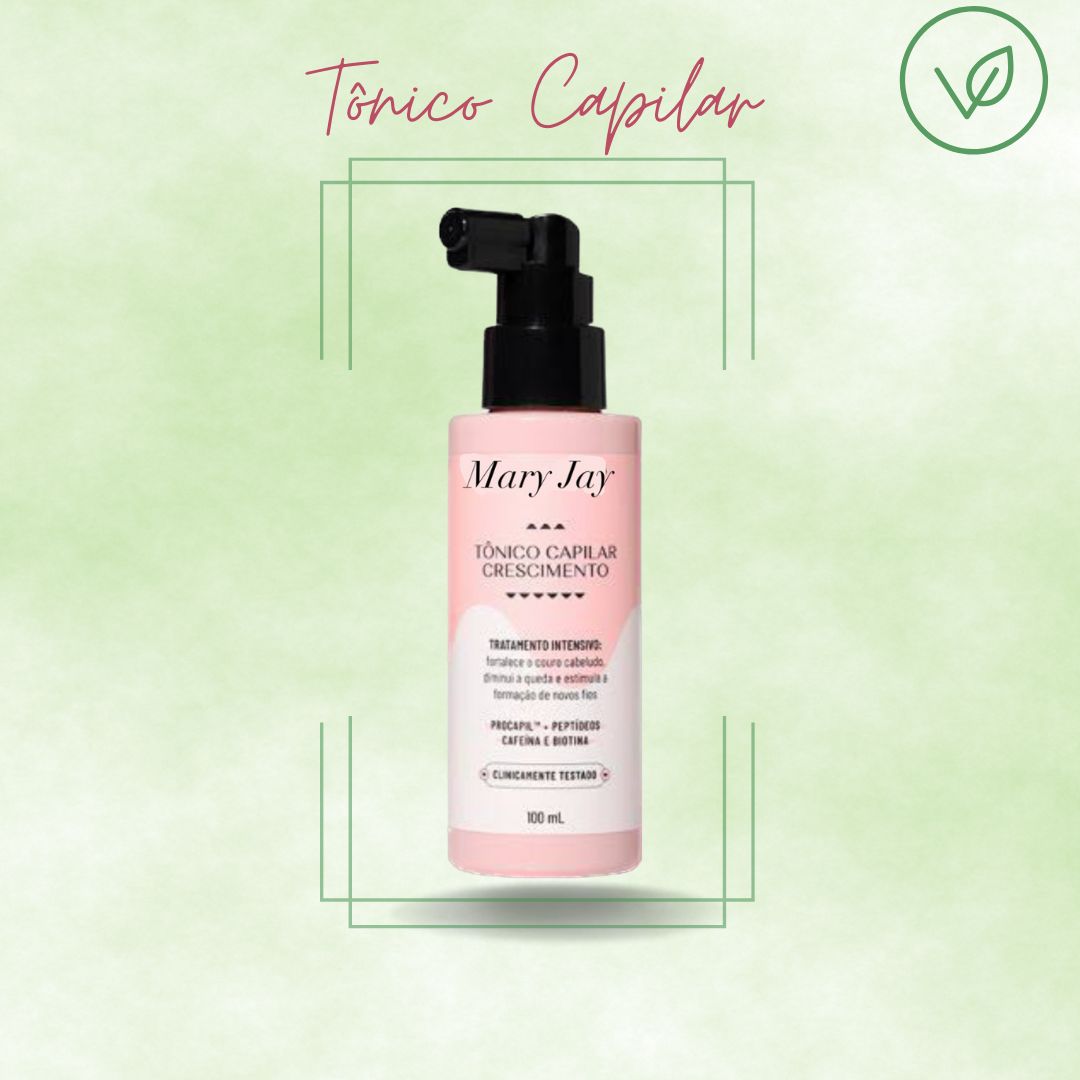 Tônico Capilar
Mary Jay
TÔNICO CAPILAR
CRESCIMENTO
TRATAMENTO INTENSIVO:
fortalece o couro cabeludo,
diminui a queda e estimula a
formação de novos fios
PROCAPIL™ + PEPTÍDEOS
CAFEÍNA E BIOTINA
CLINICAMENTE TESTADO
100 mL